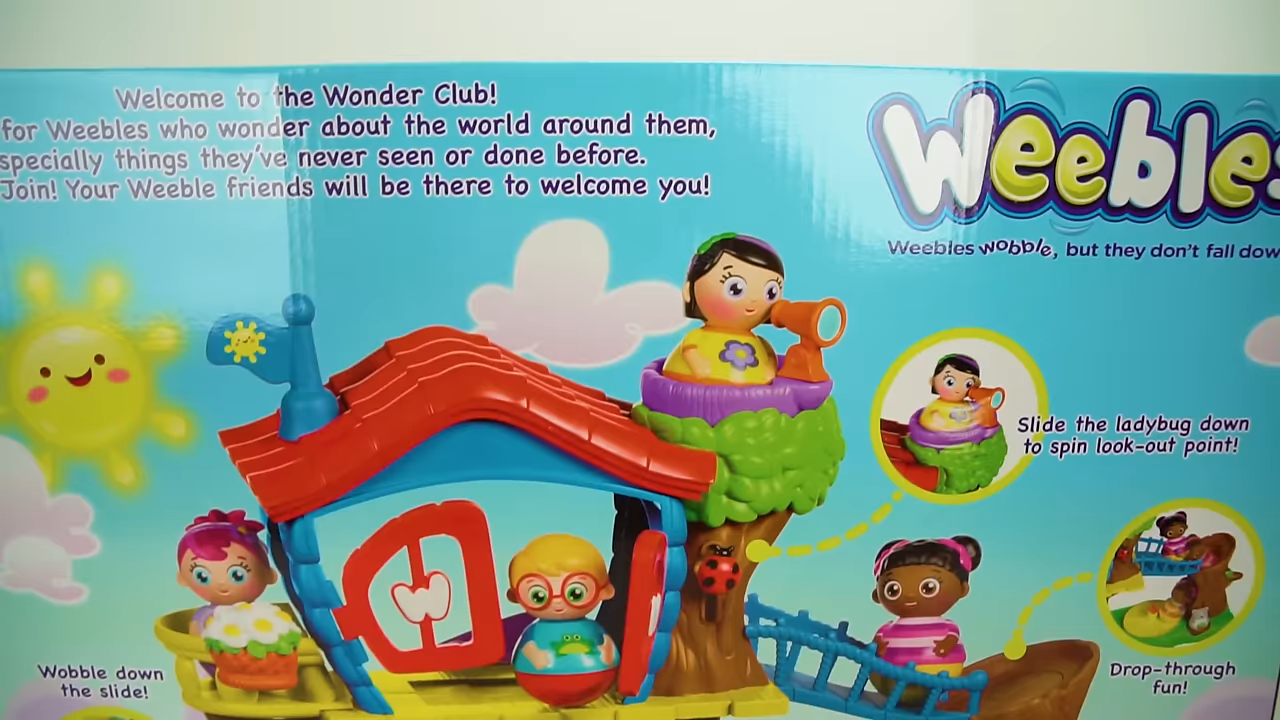 Welcome to the Wonder Club!
for Weebles who wonder about the world around them,
specially things they've never seen or done before.
Join! Your Weeble friends will be there to welcome you!
Weebles
Weebles wobble, but they don't fall dow
Slide the ladybug down
to spin look-out point!
W
Wobble down
the slide!
Drop-through
fun!